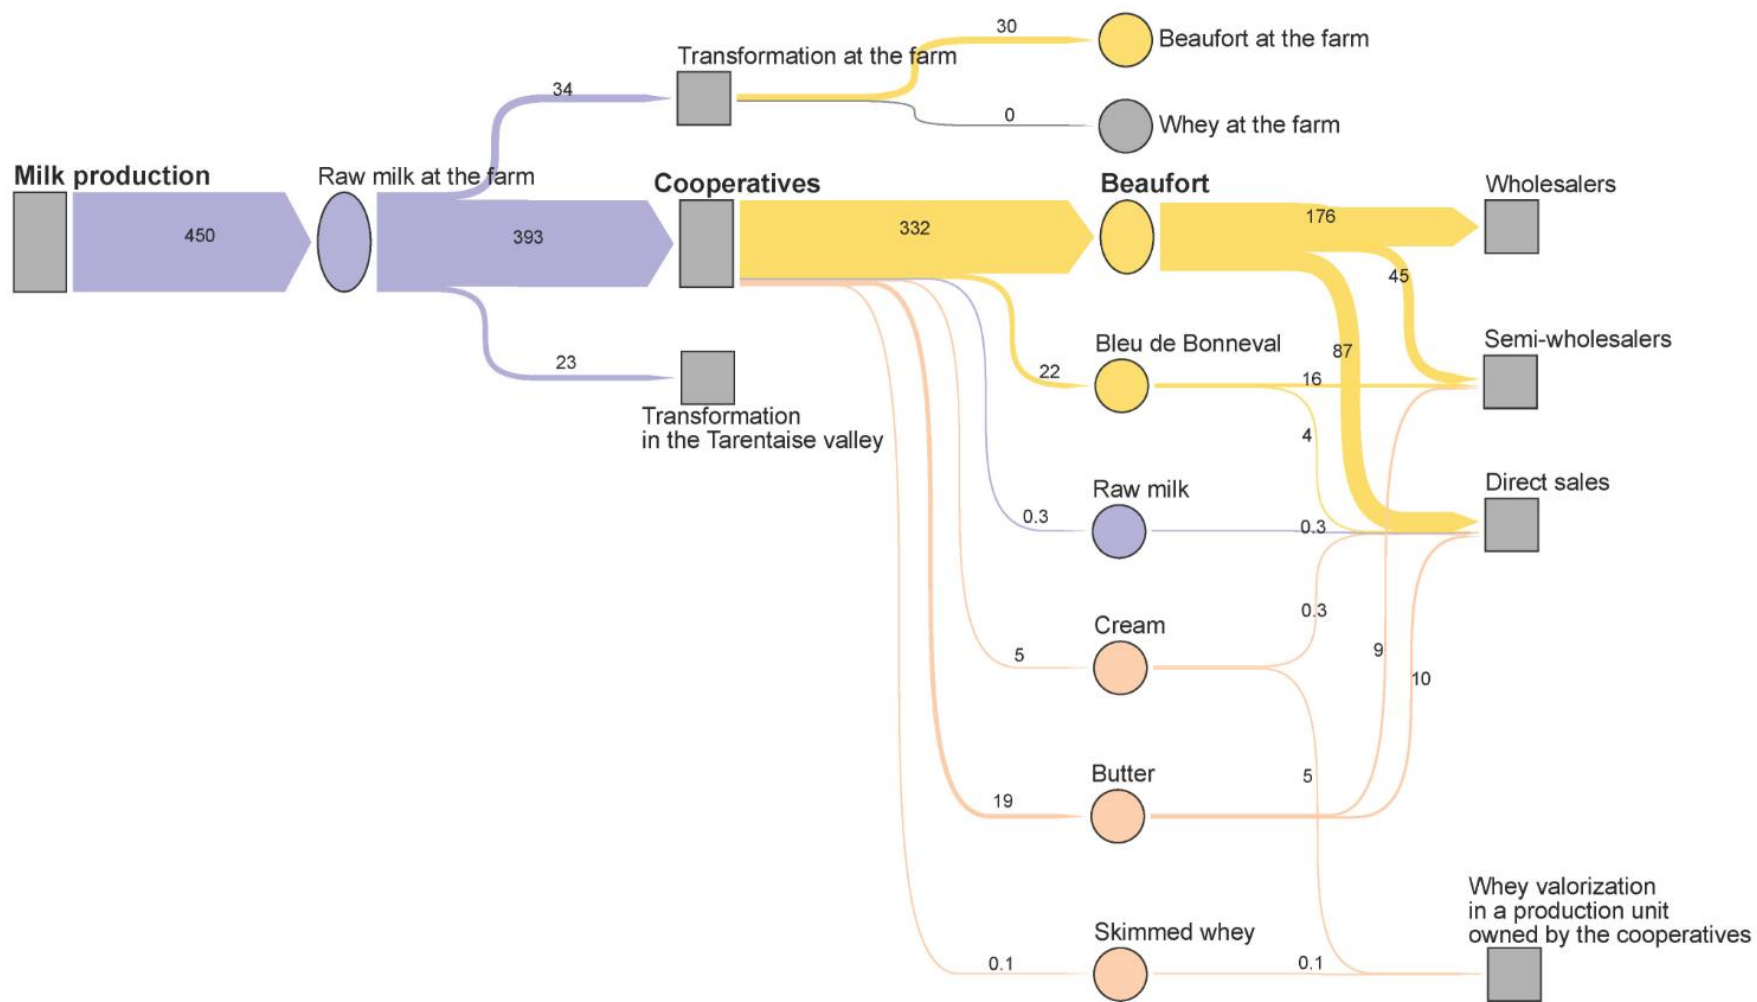 30
Beaufort at the farm
Transformation at the farm
34
0
Whey at the farm
Milk production
Raw milk at the farm
Cooperatives
Beaufort
Wholesalers
450
393
332
176
45
23
Transformation
in the Tarentaise valley
Bleu de Bonneval
22
87
16
Semi-wholesalers
4
Raw milk
0.3
0.3
Direct sales
Cream
5
0.3
9
10
Butter
19
5
Skimmed whey
0.1
0.1
Whey valorization
in a production unit
owned by the cooperatives